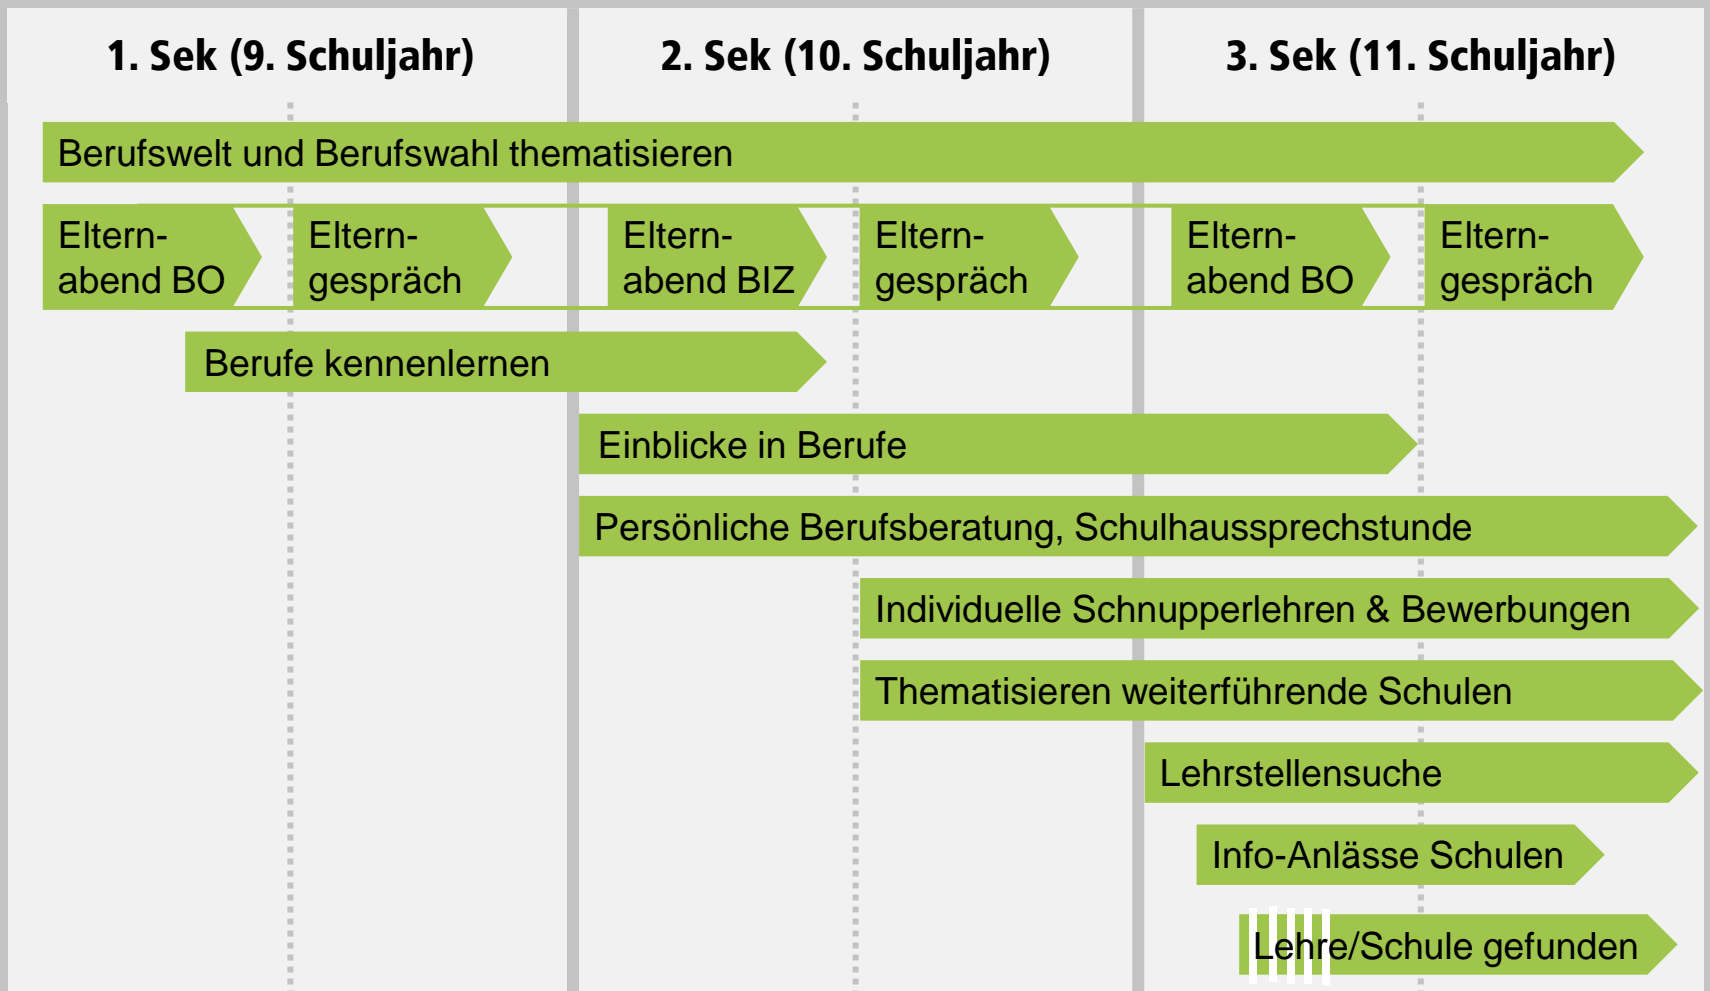 1. Sek (9. Schuljahr)
2. Sek (10. Schuljahr)
3. Sek (11. Schuljahr)
Berufswelt und Berufswahl thematisieren
Eltern-
abend BO
Eltern-
gespräch
Eltern-
abend BIZ
Eltern-
gespräch
Eltern-
abend BO
Eltern-
gespräch
Berufe kennenlernen
Einblicke in Berufe
Persönliche Berufsberatung, Schulhaussprechstunde
Individuelle Schnupperlehren & Bewerbungen
Thematisieren weiterführende Schulen
Lehrstellensuche
Info-Anlässe Schulen
Lehre/Schule gefunden